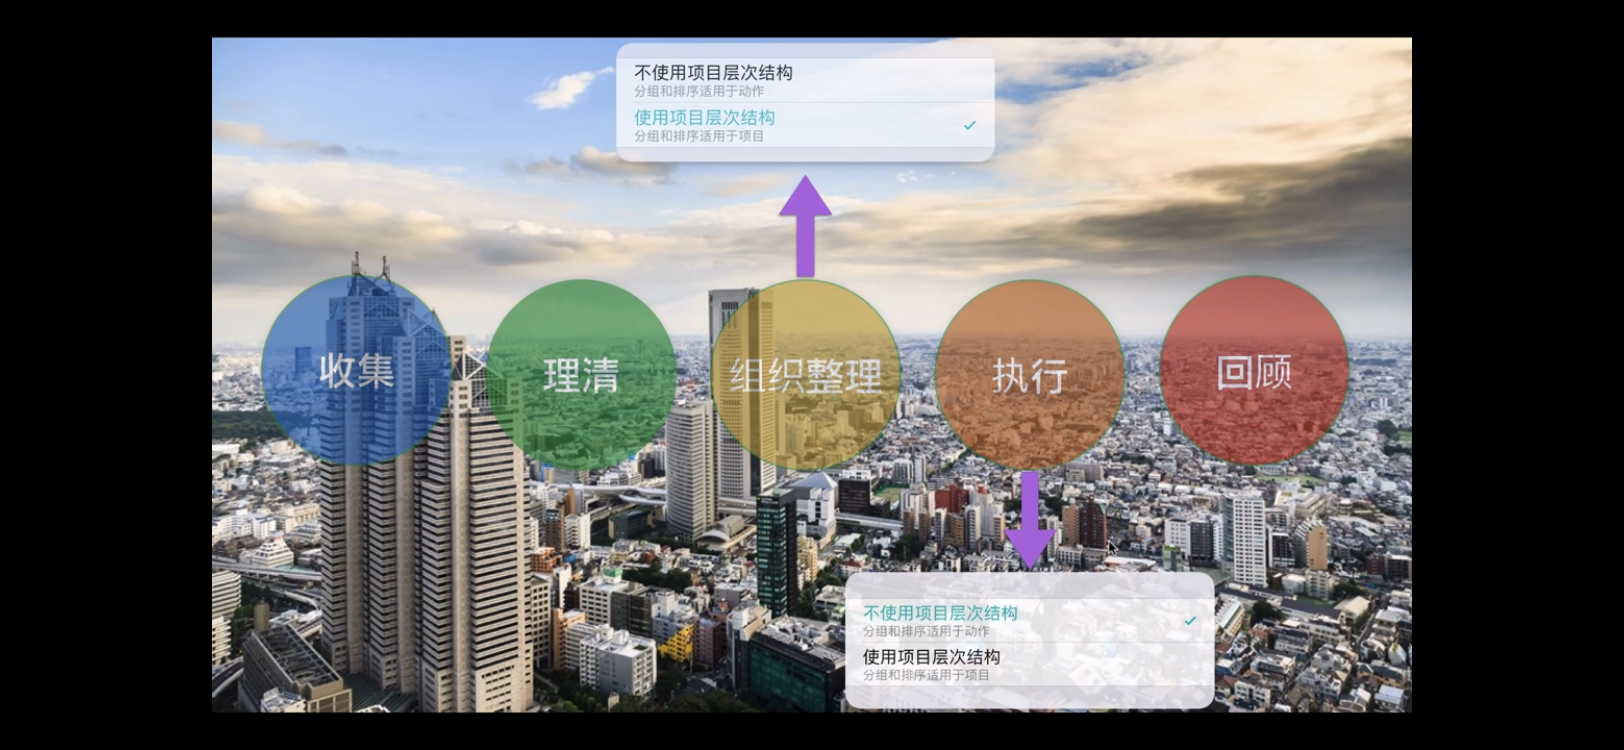 不使用项目层次结构
分组和排序适用于动作
使用项目层次结构
分组和排序适用于项目
收集
理清
组织整理
执行
回顾
不使用项目层次结构
分组和排序适用于动作
使用项目层次结构
分组和排序适用于项目